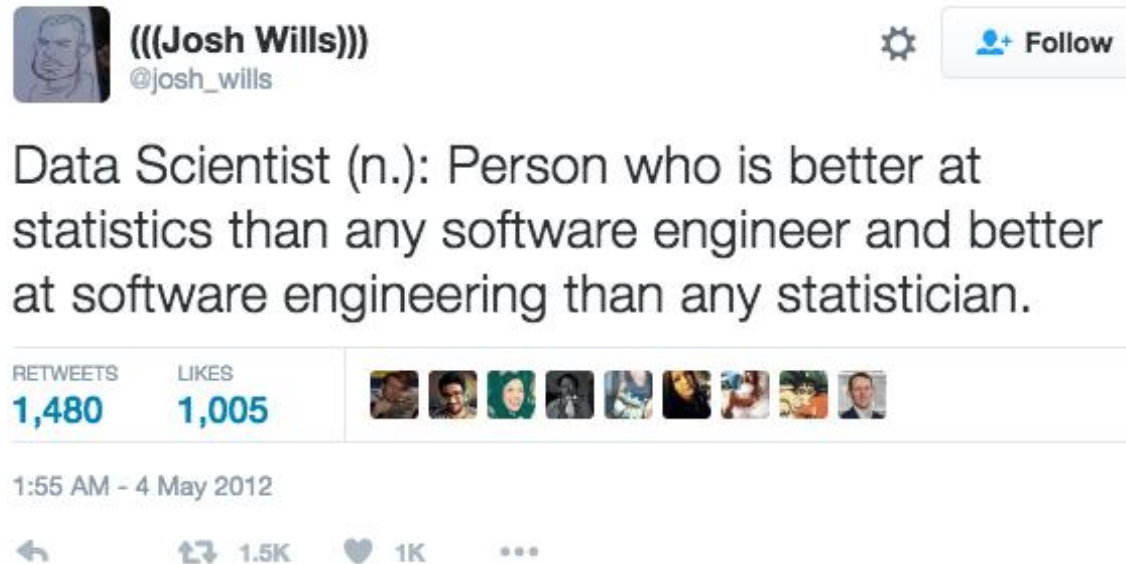 (((Josh Wills)))
@josh_wills
Follow
Data Scientist (n.): Person who is better at
statistics than any software engineer and better
at software engineering than any statistician.
RETWEETS LIKES
1,480 1,005
1:55 AM - 4 May 2012
1.5K 1K